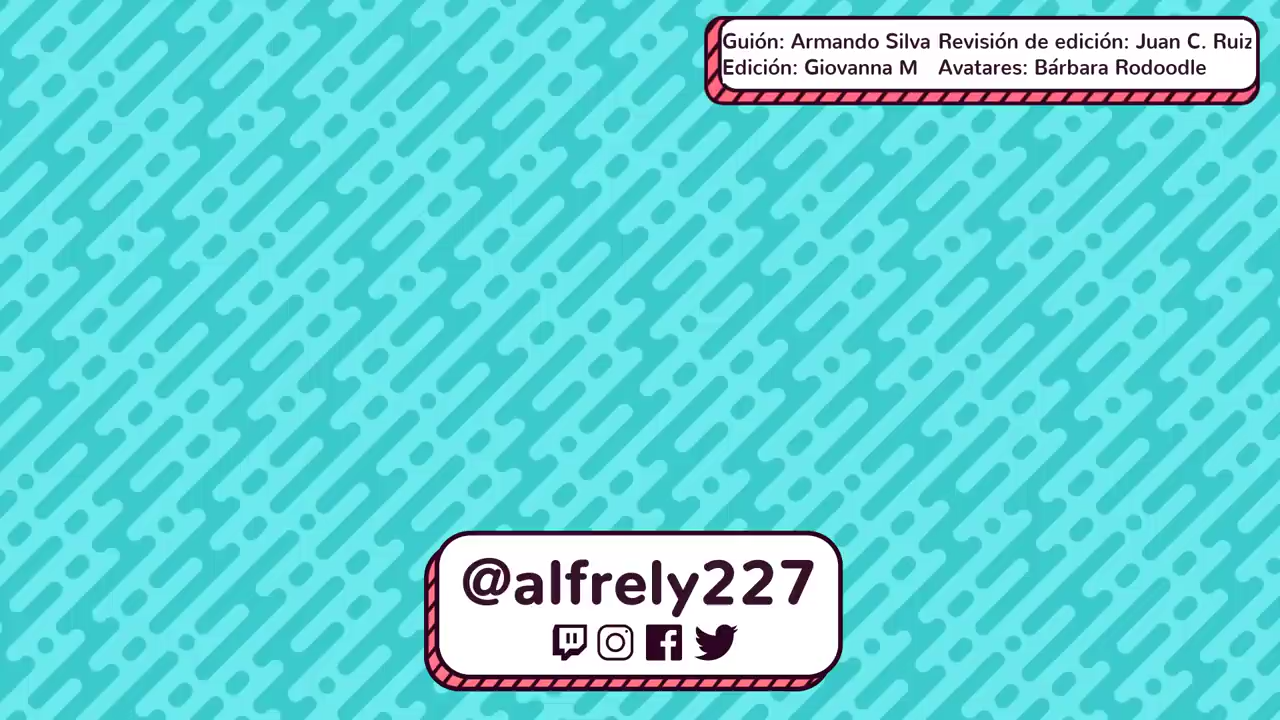 Guión: Armando Silva Revisión de edición: Juan C. Ruiz
Edición: Giovanna M Avatares: Bárbara Rodoodle
@alfrely227